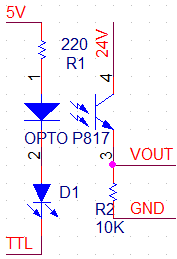 5V
220
R1
24V
1
4
OPTO P817
2
3
VOUT
D1
R2
10K
GND
TTL